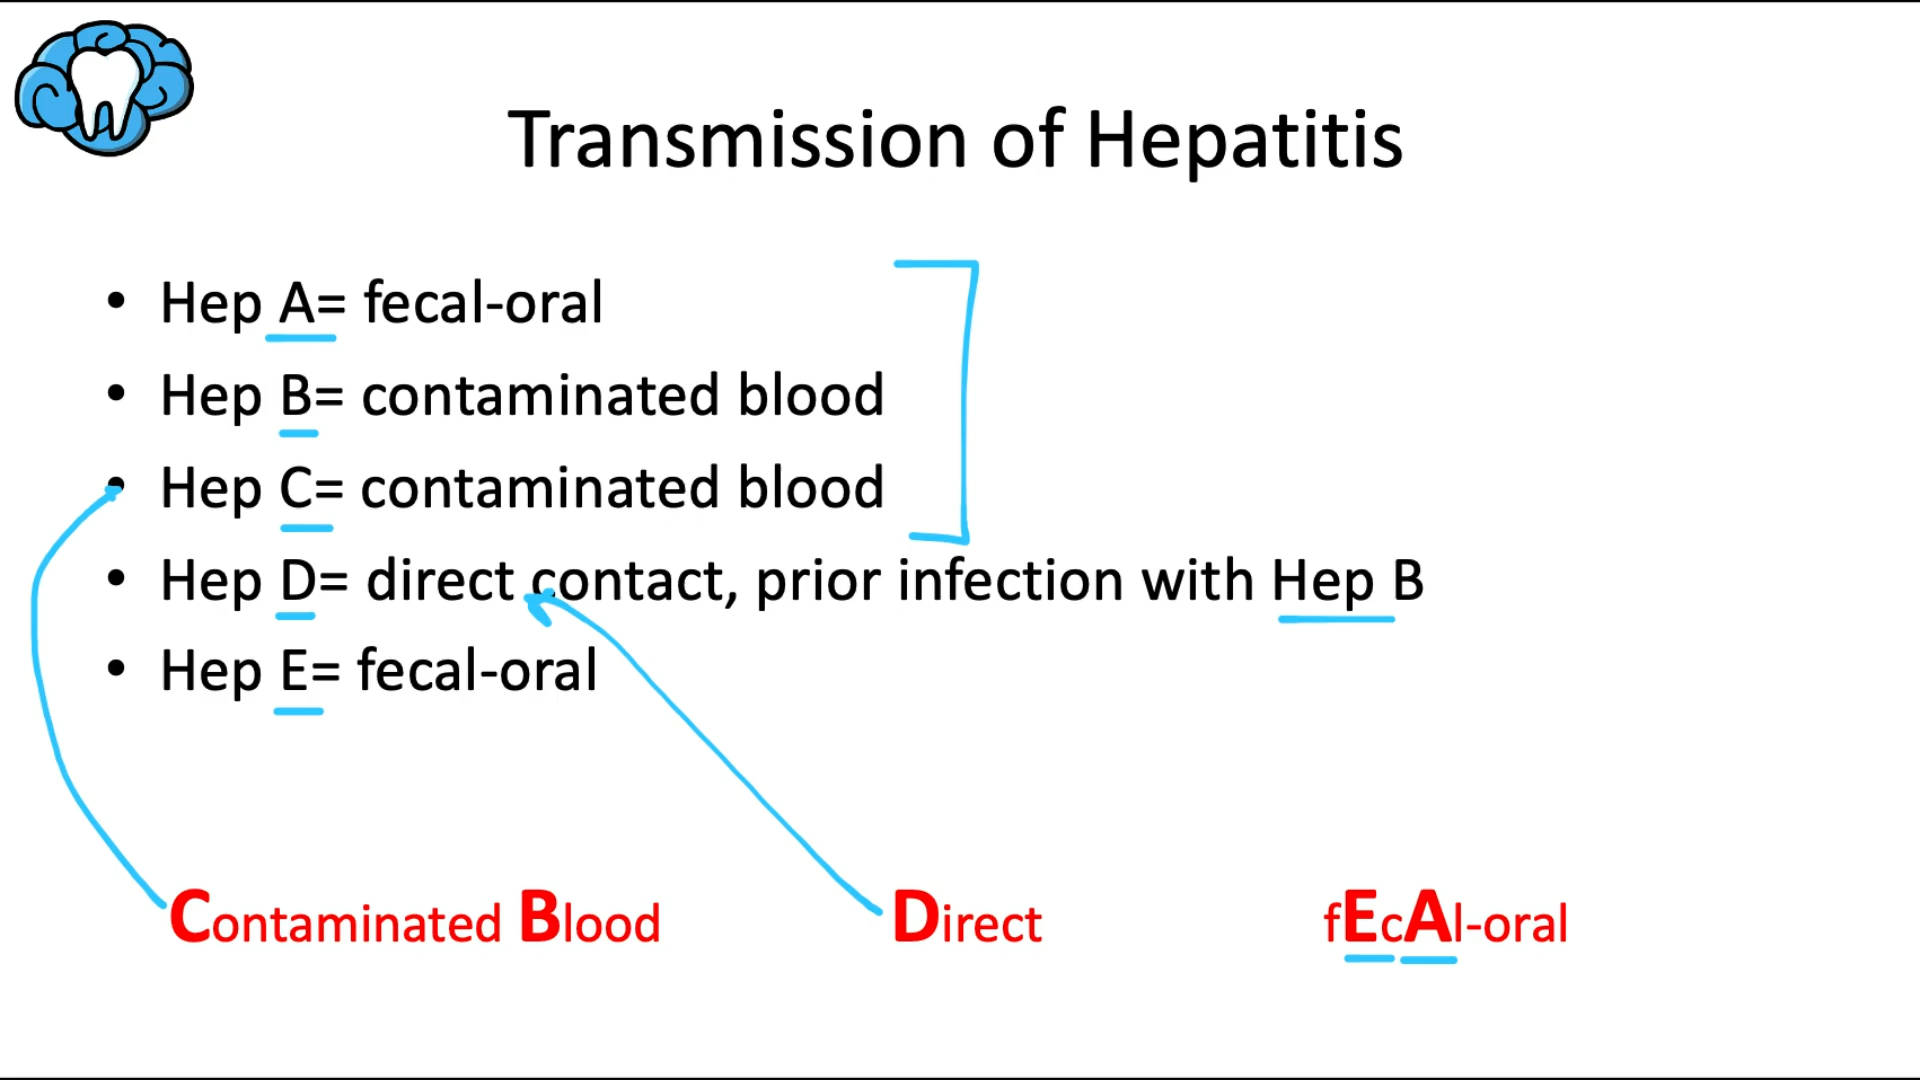 Transmission of Hepatitis
• Hep A= fecal-oral
• Hep B= contaminated blood
• Hep C= contaminated blood
• Hep D= direct contact, prior infection with Hep B
• Hep E= fecal-oral
Contaminated Blood Direct fEcAl-oral